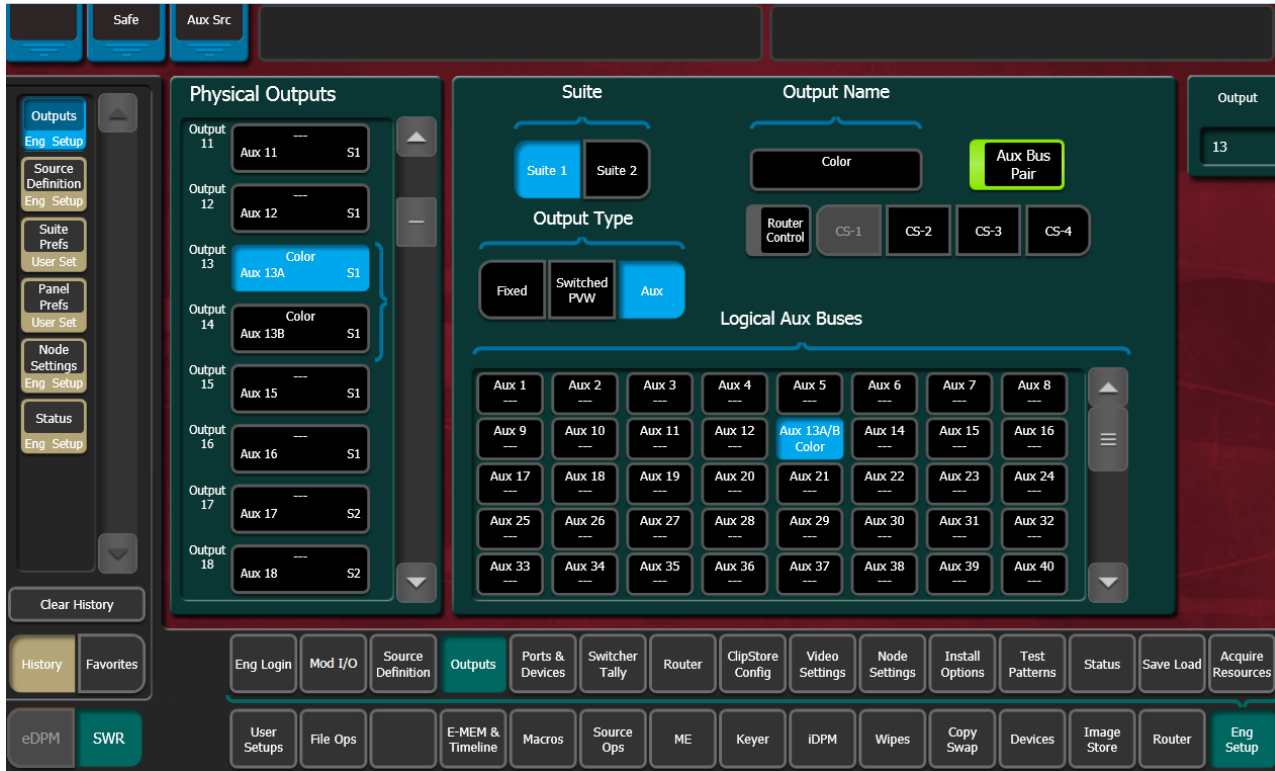 Safe
Aux Src
Outputs
Eng Setup
Source
Definition
Eng Setup
Suite
Prefs
User Set
Panel
Prefs
User Set
Node
Settings
Eng Setup
Status
Eng Setup
Clear History
History
Favorites
eDPM
SWR
Physical Outputs
Output
11
---
Aux 11 S1
Output
12
---
Aux 12 S1
Output
13
Color
Aux 13A S1
Output
14
Color
Aux 13B S1
Output
15
---
Aux 15 S1
Output
16
---
Aux 16 S1
Output
17
---
Aux 17 S2
Output
18
---
Aux 18 S2
Suite
Suite 1 Suite 2
Output Type
Fixed
Switched
PVW
Aux
Output Name
Color
Aux Bus
Pair
Router
Control
CS-1 CS-2 CS-3 CS-4
Output
13
Logical Aux Buses
Aux 1 Aux 2 Aux 3 Aux 4 Aux 5 Aux 6 Aux 7 Aux 8
--- --- --- --- --- --- --- ---
Aux 9 Aux 10 Aux 11 Aux 12 Aux 13A/B Aux 14 Aux 15 Aux 16
--- --- --- --- Color --- --- ---
Aux 17 Aux 18 Aux 19 Aux 20 Aux 21 Aux 22 Aux 23 Aux 24
--- --- --- --- --- --- --- ---
Aux 25 Aux 26 Aux 27 Aux 28 Aux 29 Aux 30 Aux 31 Aux 32
--- --- --- --- --- --- --- ---
Aux 33 Aux 34 Aux 35 Aux 36 Aux 37 Aux 38 Aux 39 Aux 40
--- --- --- --- --- --- --- ---
Eng Login
Mod I/O
Source
Definition
Outputs
Ports &
Devices
Switcher
Tally
Router
ClipStore
Config
Video
Settings
Node
Settings
Install
Options
Test
Patterns
Status
Save Load
Acquire
Resources
User
Setups
File Ops
E-MEM &
Timeline
Macros
Source
Ops
ME
Keyer
iDPM
Wipes
Copy
Swap
Devices
Image
Store
Router
Eng
Setup